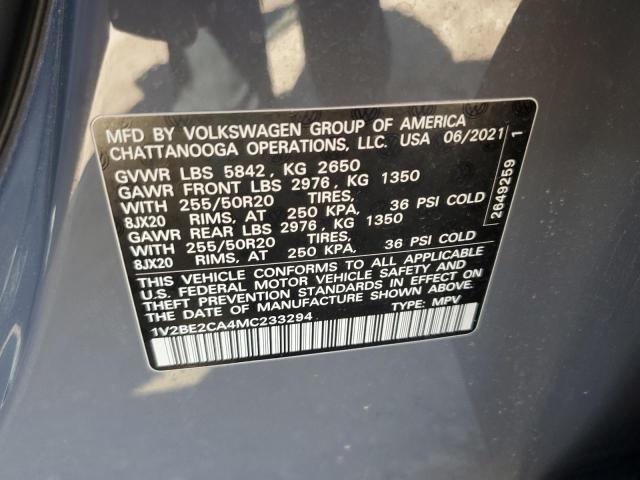 MFD BY VOLKSWAGEN GROUP OF AMERICA
CHATTANOOGA OPERATIONS, LLC. USA 06/2021
GVWR LBS 5842, KG 2650
GAWR FRONT LBS 2976, KG 1350
WITH 255/50R20 TIRES,
8JX20 RIMS, AT 250 KPA, 36 PSI COLD
GAWR REAR LBS 2976, KG 1350
WITH 255/50R20 TIRES,
8JX20 RIMS, AT 250 KPA, 36 PSI COLD
THIS VEHICLE CONFORMS TO ALL APPLICABLE
U.S. FEDERAL MOTOR VEHICLE SAFETY AND
THEFT PREVENTION STANDARDS IN EFFECT ON
THE DATE OF MANUFACTURE SHOWN ABOVE.
1V2BE2CA4MC233294 TYPE: MPV
2649259 1